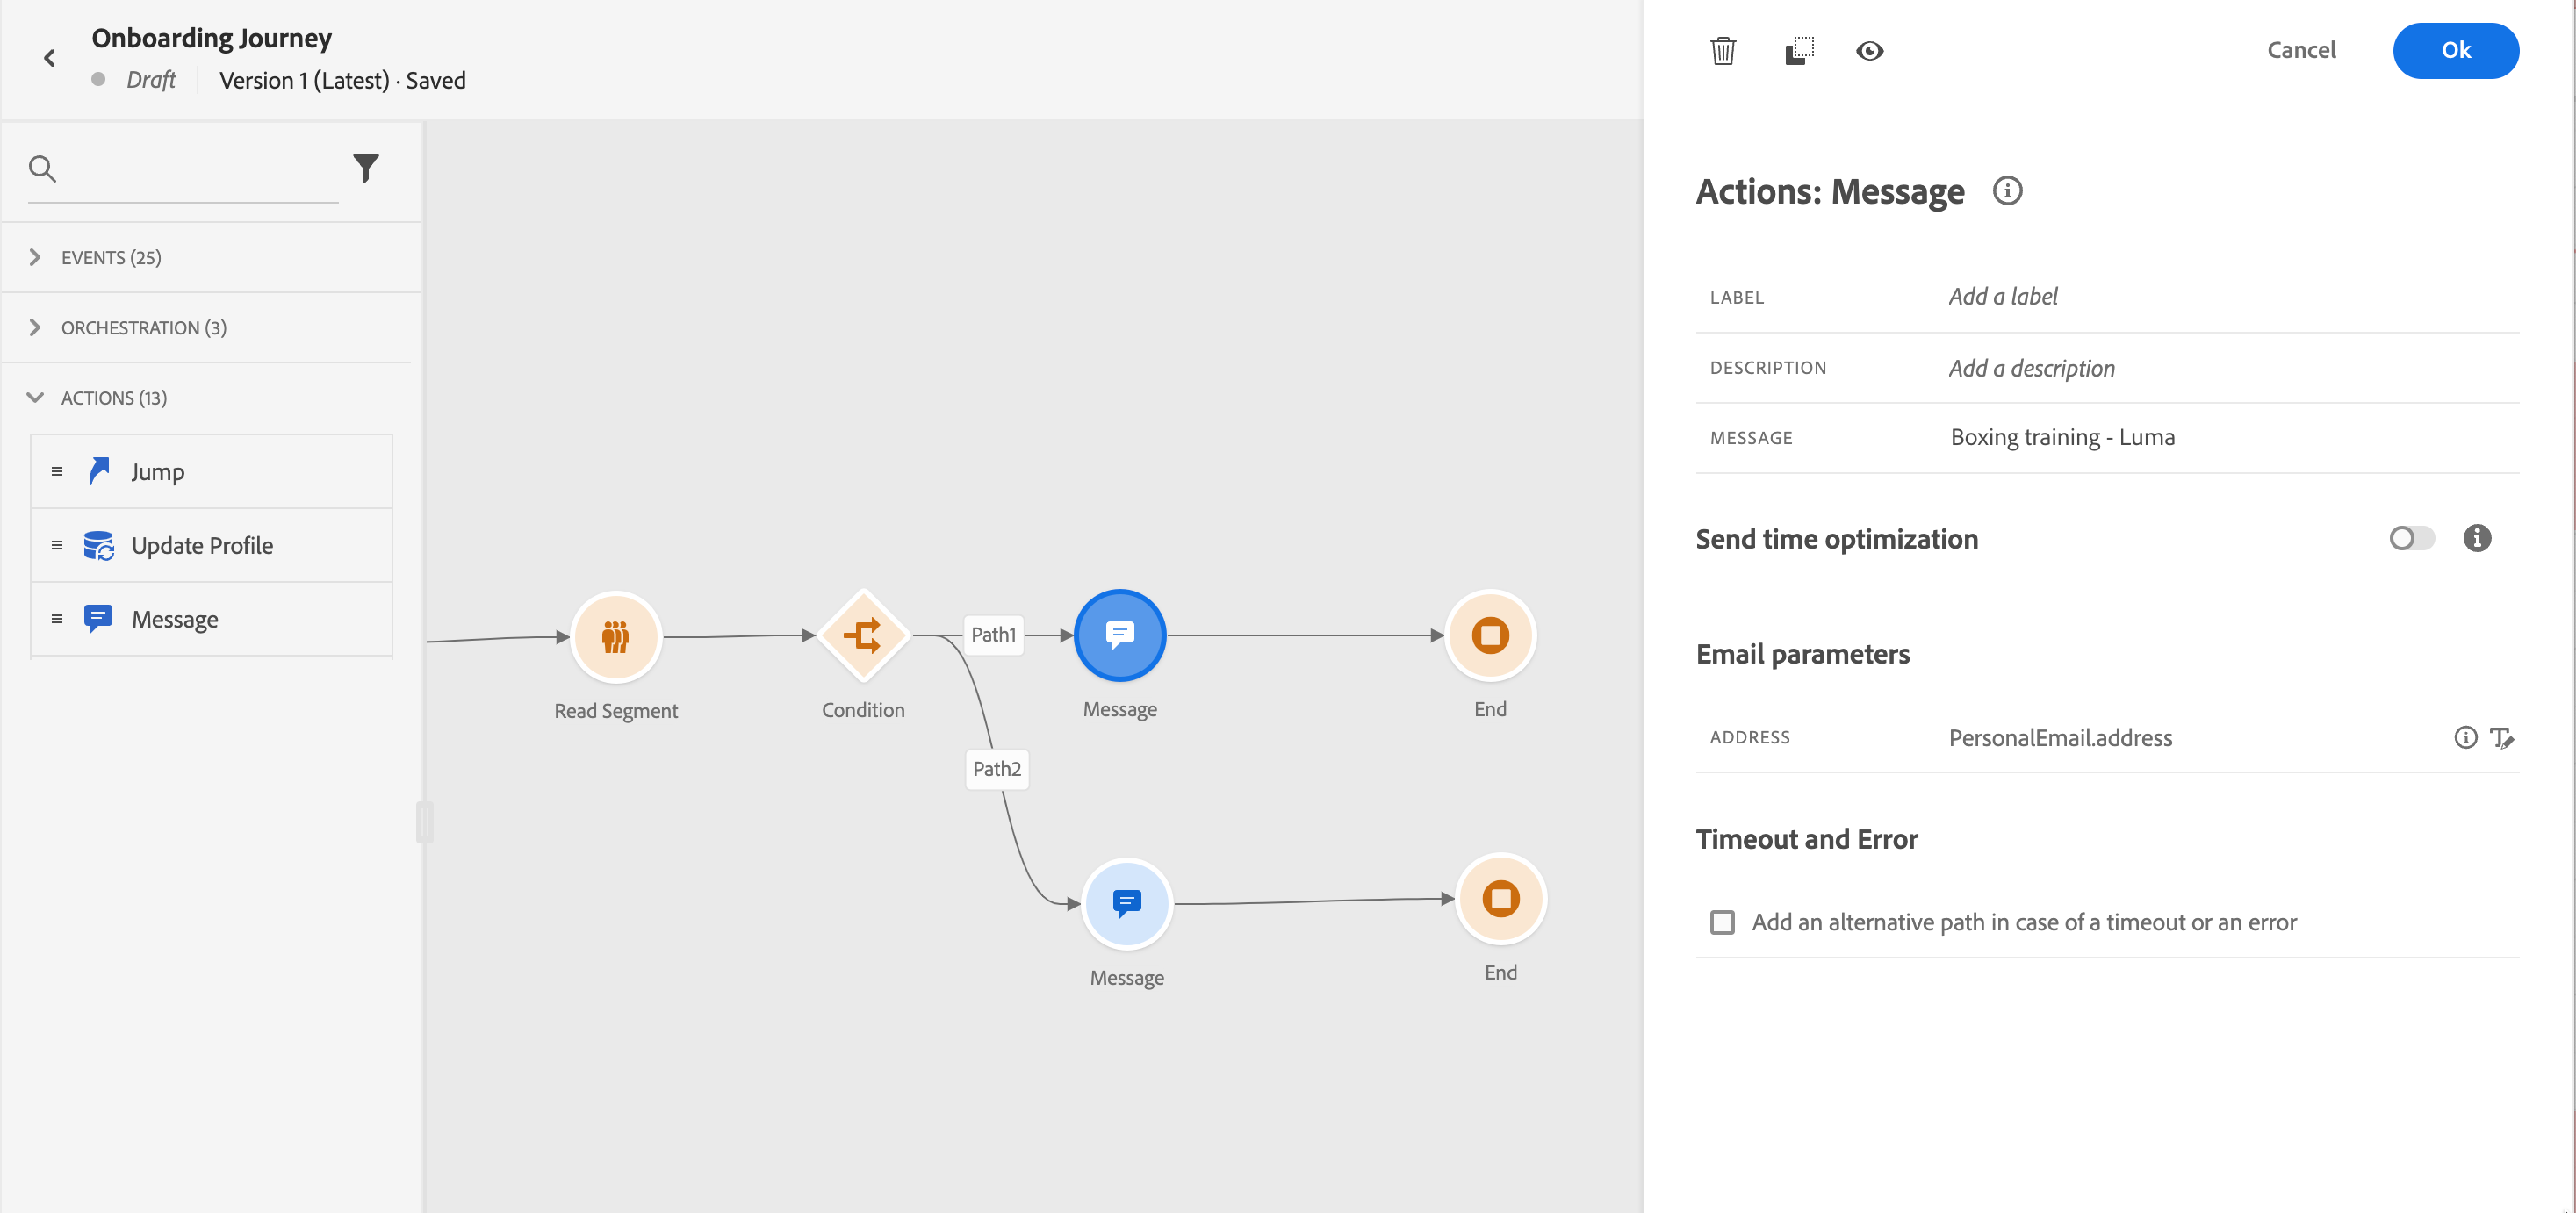 Onboarding Journey
Draft
Version 1 (Latest) · Saved
EVENTS (25)
ORCHESTRATION (3)
ACTIONS (13)
Jump
Update Profile
Message
Read Segment
Condition
Path1
Message
End
Path2
Message
End
Cancel
Ok
Actions: Message
LABEL
Add a label
DESCRIPTION
Add a description
MESSAGE
Boxing training - Luma
Send time optimization
Email parameters
ADDRESS
PersonalEmail.address
Timeout and Error
Add an alternative path in case of a timeout or an error